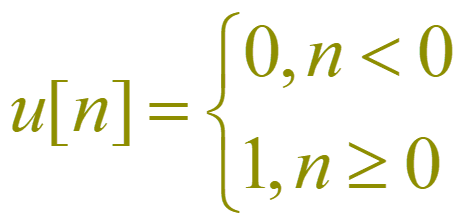 0, n < 0
u[n] =
1, n ≥ 0